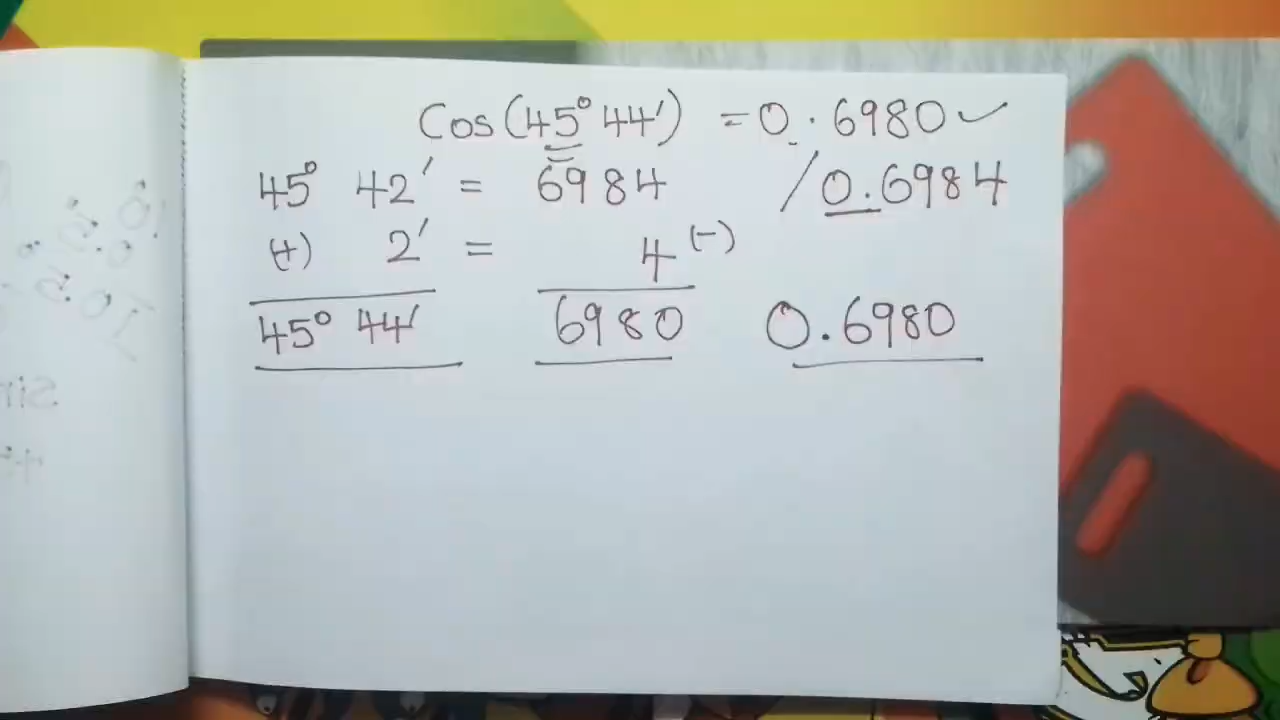 Cos(45° 44′) = 0.6980 ✓
45° 42′ = 6984 / 0.6984
(+) 2′ = 4 (-)
45° 44′ 6980 0.6980